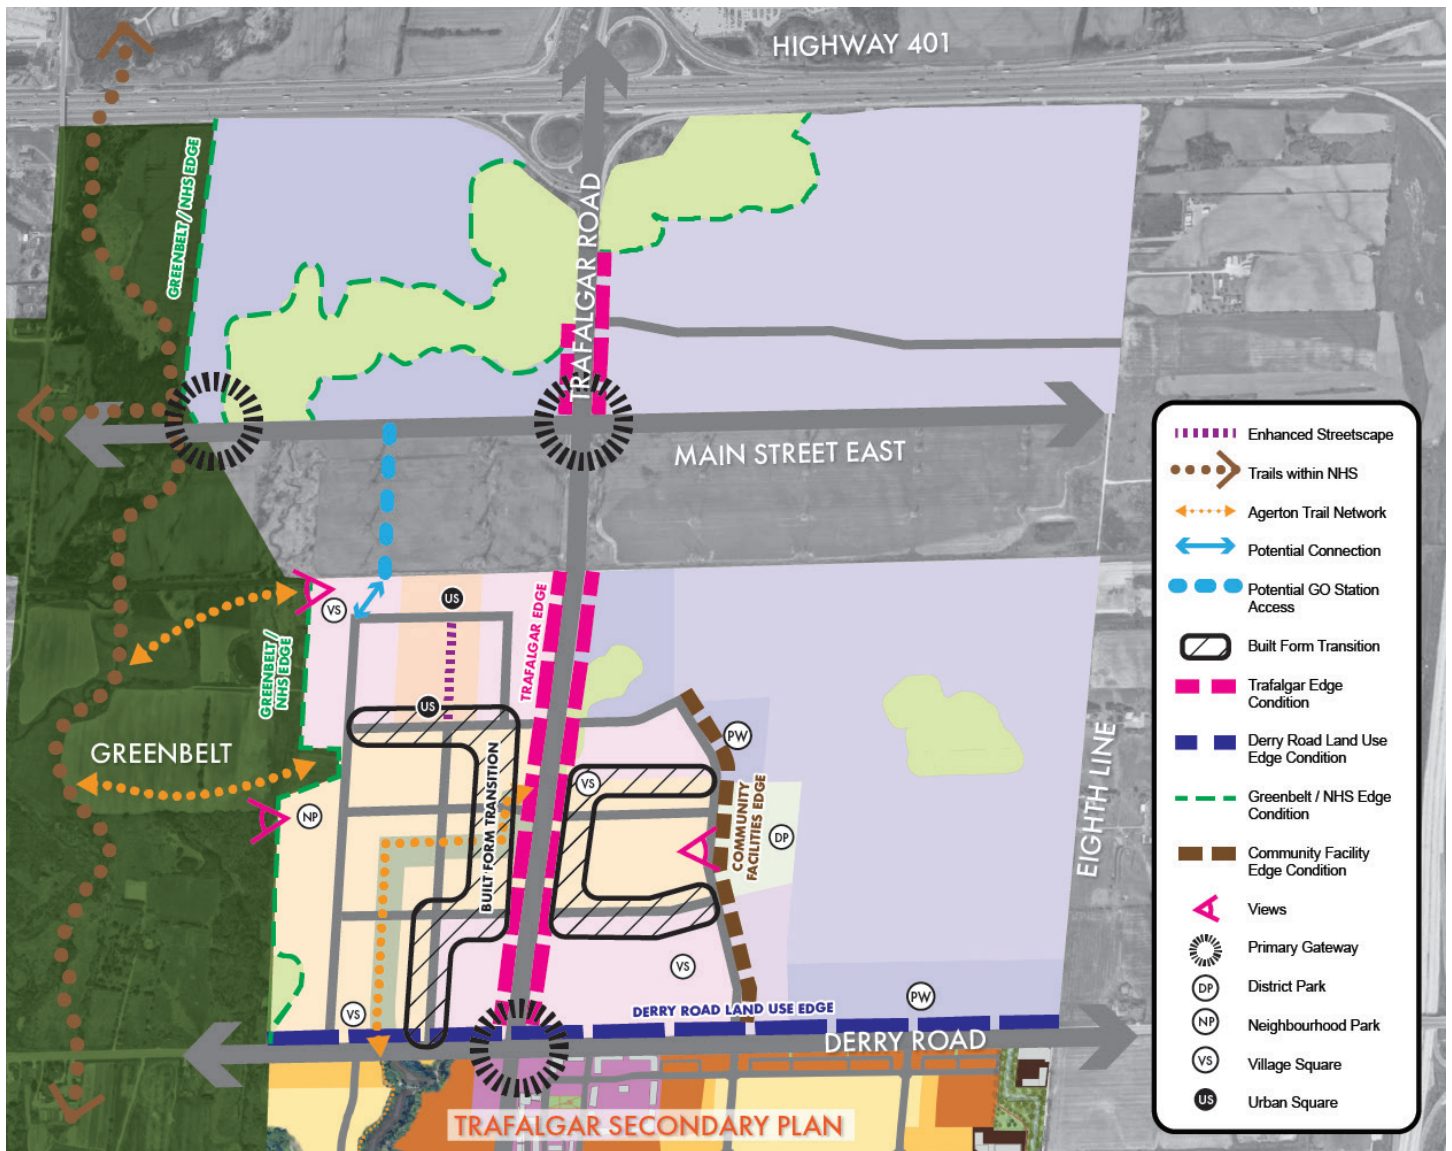 HIGHWAY 401
GREENBELT / NHS EDGE
TRAFALGAR ROAD
MAIN STREET EAST
US
VS
TRAFALGAR EDGE
GREENBELT /
NHS EDGE
US
PW
GREENBELT
VS
NP
BUILT FORM TRANSITION
COMMUNITY
FACILITIES EDGE
DP
EIGHTH LINE
VS
PW
VS
DERRY ROAD LAND USE EDGE
DERRY ROAD
TRAFALGAR SECONDARY PLAN
Enhanced Streetscape
Trails within NHS
Agerton Trail Network
Potential Connection
Potential GO Station
Access
Built Form Transition
Trafalgar Edge
Condition
Derry Road Land Use
Edge Condition
Greenbelt / NHS Edge
Condition
Community Facility
Edge Condition
Views
Primary Gateway
DP District Park
NP Neighbourhood Park
VS Village Square
US Urban Square